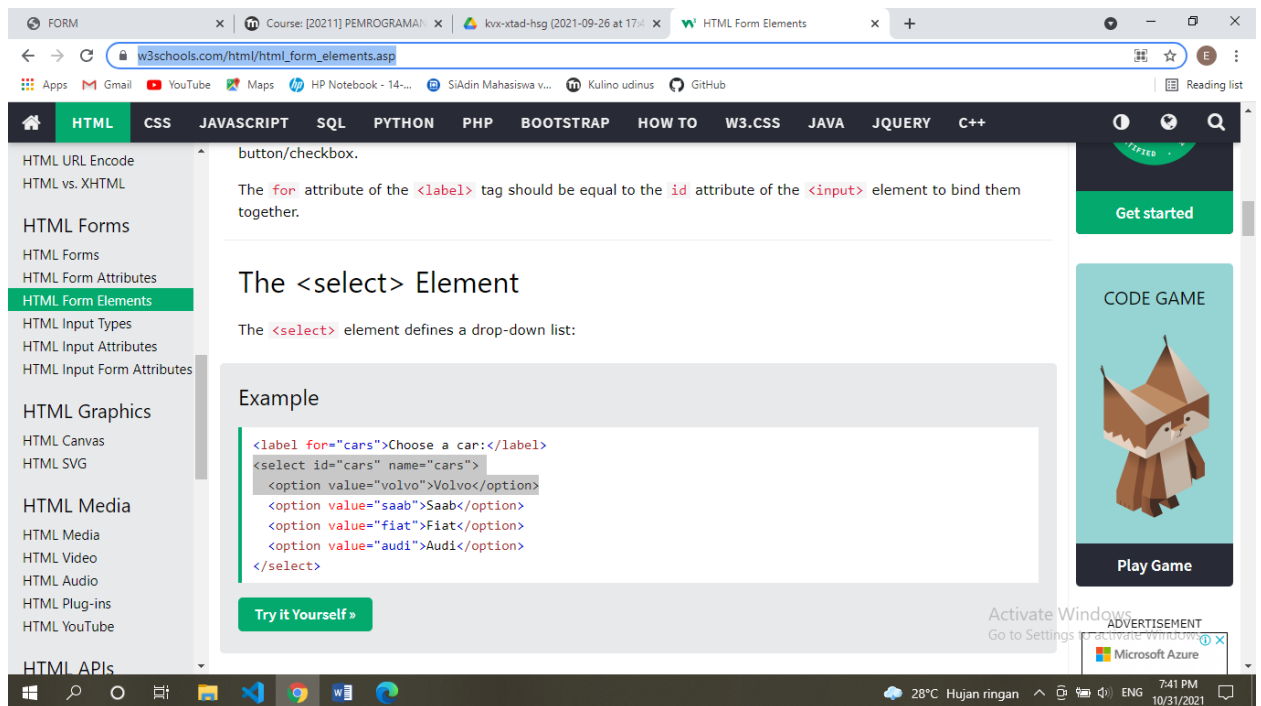 FORM
Course: [20211] PEMROGRAMAN
kvx-xtad-hsg (2021-09-26 at 17:4
HTML Form Elements
w3schools.com/html/html_form_elements.asp
E
Apps Gmail YouTube Maps HP Notebook - 14-... SiAdin Mahasiswa v... Kulino udinus GitHub Reading list
HTML CSS JAVASCRIPT SQL PYTHON PHP BOOTSTRAP HOW TO W3.CSS JAVA JQUERY C++
HTML URL Encode
HTML vs. XHTML
HTML Forms
HTML Forms
HTML Form Attributes
HTML Form Elements
HTML Input Types
HTML Input Attributes
HTML Input Form Attributes
HTML Graphics
HTML Canvas
HTML SVG
HTML Media
HTML Media
HTML Video
HTML Audio
HTML Plug-ins
HTML YouTube
HTML APIs
button/checkbox.
The for attribute of the <label> tag should be equal to the id attribute of the <input> element to bind them
together.
The <select> Element
The <select> element defines a drop-down list:
Example
<label for="cars">Choose a car:</label>
<select id="cars" name="cars">
<option value="volvo">Volvo</option>
<option value="saab">Saab</option>
<option value="fiat">Fiat</option>
<option value="audi">Audi</option>
</select>
Try it Yourself »
Get started
CODE GAME
Play Game
ADVERTISEMENT
Microsoft Azure
Activate Windows
Go to Settings to activate Windows
28°C Hujan ringan ENG
7:41 PM
10/31/2021